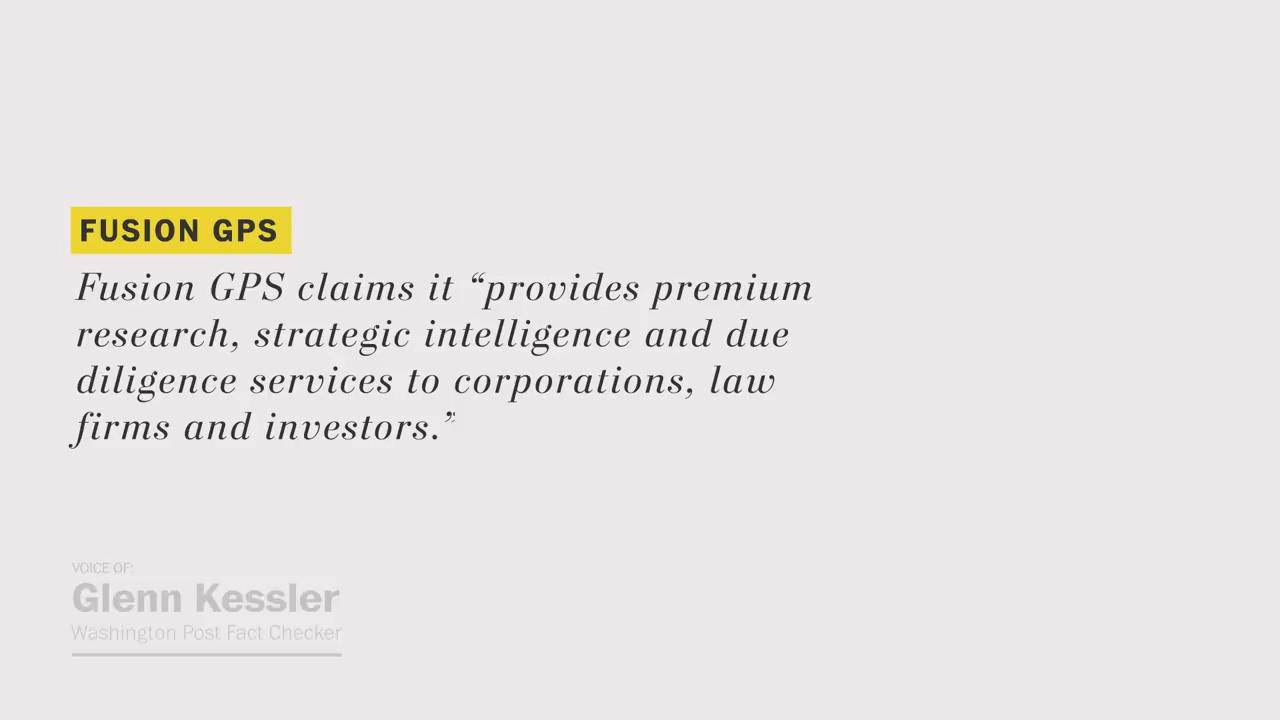 FUSION GPS
Fusion GPS claims it “provides premium
research, strategic intelligence and due
diligence services to corporations, law
firms and investors.”
VOICE OF:
Glenn Kessler
Washington Post Fact Checker